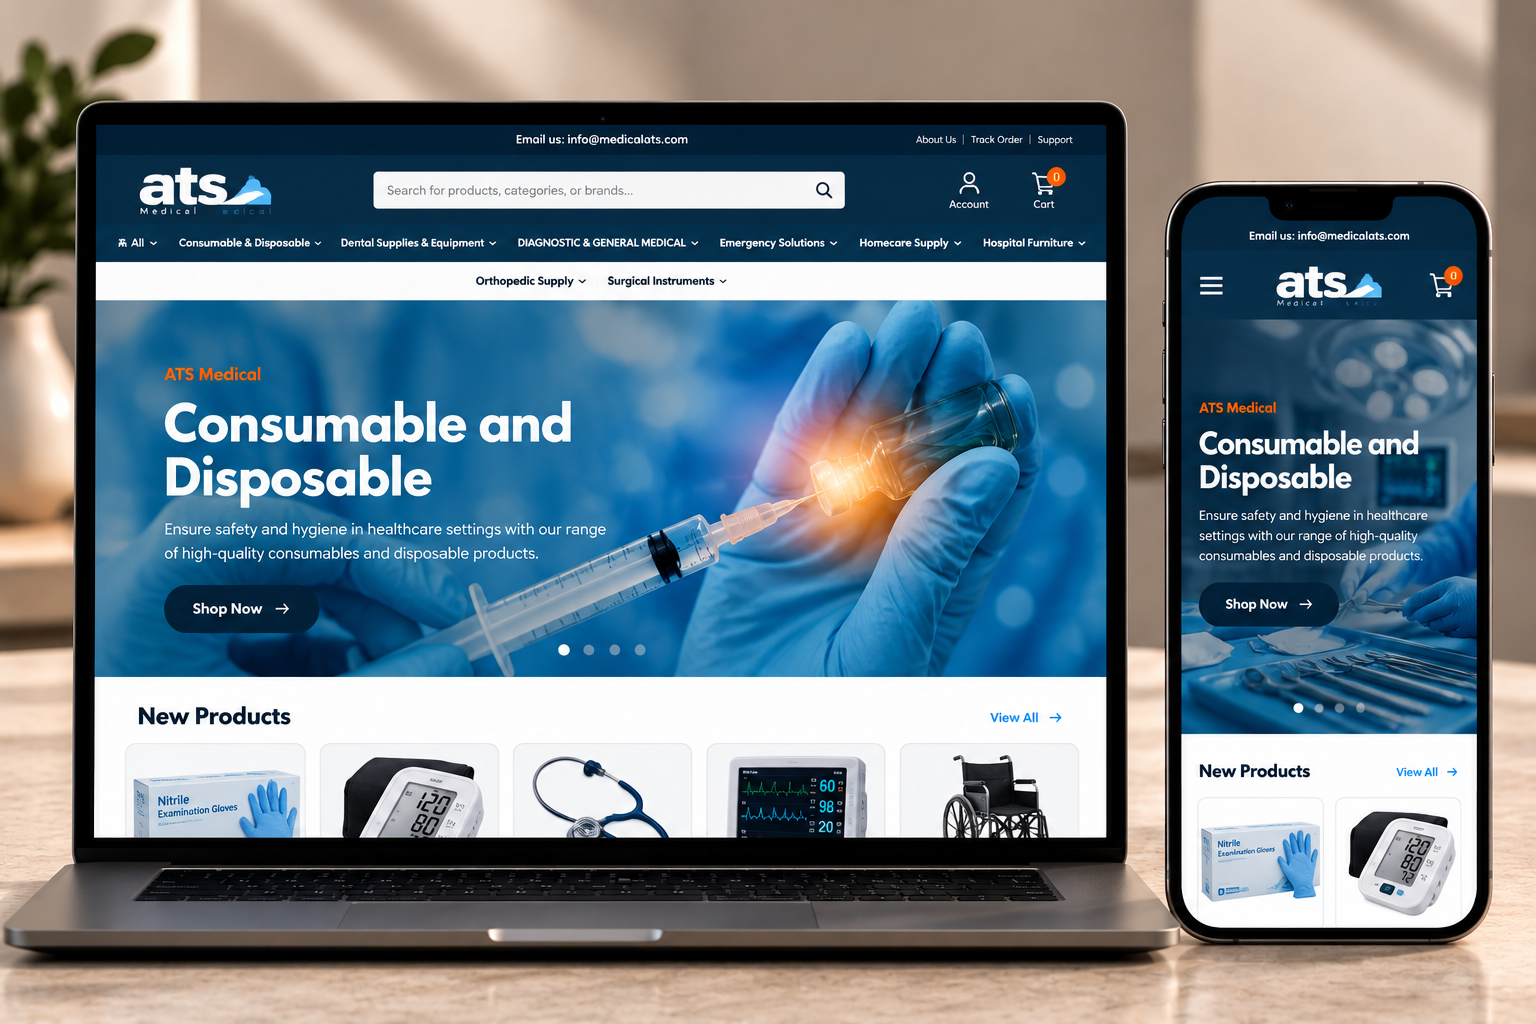 Email us: info@medicalats.com
About Us | Track Order | Support
ats
Medical
Search for products, categories, or brands...
Account
0
Cart
All
Consumable & Disposable
Dental Supplies & Equipment
DIAGNOSTIC & GENERAL MEDICAL
Emergency Solutions
Homecare Supply
Hospital Furniture
Orthopedic Supply
Surgical Instruments
ATS Medical
Consumable and
Disposable
Ensure safety and hygiene in healthcare settings with our range
of high-quality consumables and disposable products.
Shop Now →
New Products
View All →
Nitrile
Examination Gloves
120
80
60
98
20
Email us: info@medicalats.com
ats
Medical
0
ATS Medical
Consumable and
Disposable
Ensure safety and hygiene in healthcare
settings with our range of high-quality
consumables and disposable products.
Shop Now →
New Products
View All →
Nitrile
Examination Gloves
120
80
72